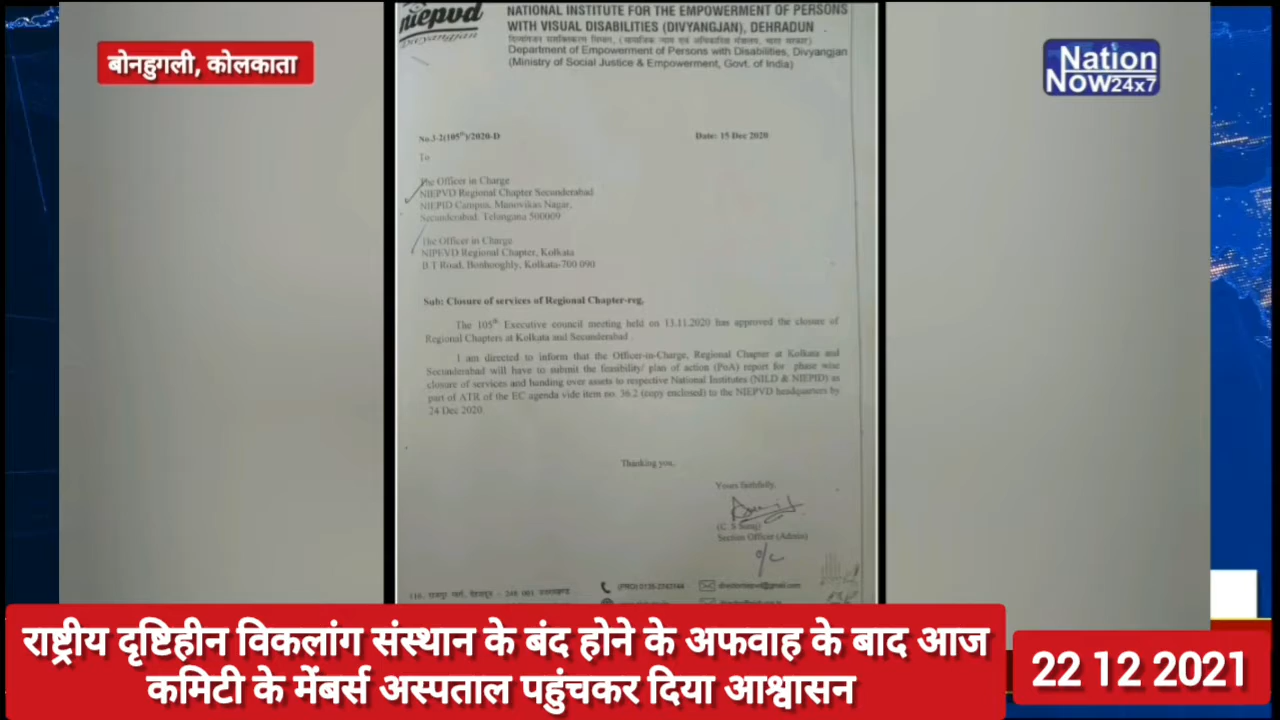 बोनहुगली, कोलकाता
Nation
Now24x7
niepvd
Divyangjan
NATIONAL INSTITUTE FOR THE EMPOWERMENT OF PERSONS
WITH VISUAL DISABILITIES (DIVYANGJAN), DEHRADUN
Department of Empowerment of Persons with Disabilities, Divyangjan
(Ministry of Social Justice & Empowerment, Govt. of India)
No.3-2(105th)/2020-D
Date: 15 Dec 2020
To
The Officer in Charge
NIEPVD Regional Chapter Secunderabad
NIEPID Campus, Manovikas Nagar,
Secunderabad, Telangana 500009
The Officer in Charge
NIPEVD Regional Chapter, Kolkata
B.T Road, Bonhooghly, Kolkata-700 090
Sub: Closure of services of Regional Chapter-reg.
The 105th Executive council meeting held on 13.11.2020 has approved the closure of
Regional Chapters at Kolkata and Secunderabad
I am directed to inform that the Officer-in-Charge, Regional Chapter at Kolkata and
Secunderabad will have to submit the feasibility/ plan of action (PoA) report for phase wise
closure of services and handing over assets to respective National Institutes (NILD & NIEPID) as
part of ATR of the EC agenda vide item no. 36.2 (copy enclosed) to the NIEPVD headquarters by
24 Dec 2020.
Thanking you,
Yours faithfully,
Section Officer (Admin)
o/c
राष्ट्रीय दृष्टिहीन विकलांग संस्थान के बंद होने के अफवाह के बाद आज
कमिटी के मेंबर्स अस्पताल पहुंचकर दिया आश्वासन
22 12 2021